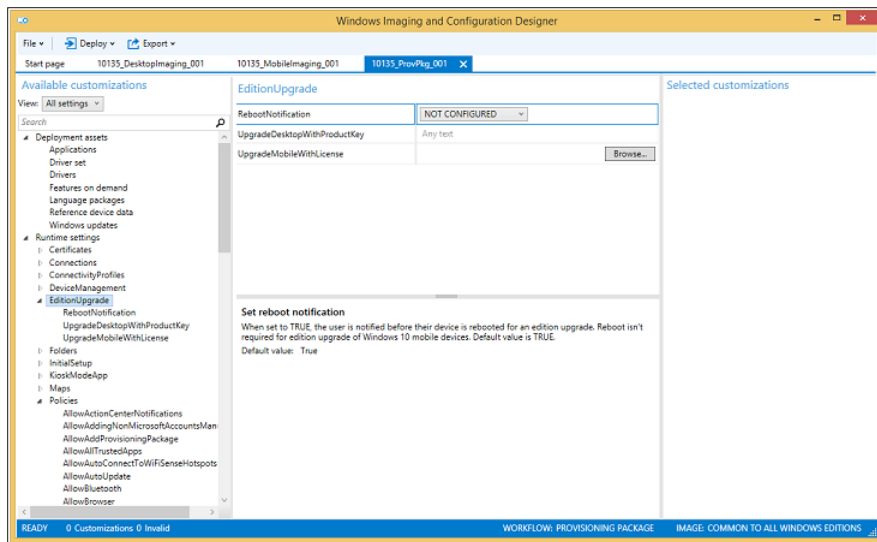 Windows Imaging and Configuration Designer
File Deploy Export
Start page 10135_DesktopImaging_001 10135_MobileImaging_001 10135_ProvPkg_001
Available customizations
View: All settings
Search
Deployment assets
Applications
Driver set
Drivers
Features on demand
Language packages
Reference device data
Windows updates
Runtime settings
Certificates
Connections
ConnectivityProfiles
DeviceManagement
EditionUpgrade
RebootNotification
UpgradeDesktopWithProductKey
UpgradeMobileWithLicense
Folders
InitialSetup
KioskModeApp
Maps
Policies
AllowActionCenterNotifications
AllowAddingNonMicrosoftAccountsMan
AllowAddProvisioningPackage
AllowAllTrustedApps
AllowAutoConnectToWiFiSenseHotspots
AllowAutoUpdate
AllowBluetooth
AllowBrowser
EditionUpgrade
RebootNotification NOT CONFIGURED
UpgradeDesktopWithProductKey Any text
UpgradeMobileWithLicense Browse...
Set reboot notification
When set to TRUE, the user is notified before their device is rebooted for an edition upgrade. Reboot isn't
required for edition upgrade of Windows 10 mobile devices. Default value is TRUE.
Default value: True
Selected customizations
READY 0 Customizations 0 Invalid WORKFLOW: PROVISIONING PACKAGE IMAGE: COMMON TO ALL WINDOWS EDITIONS